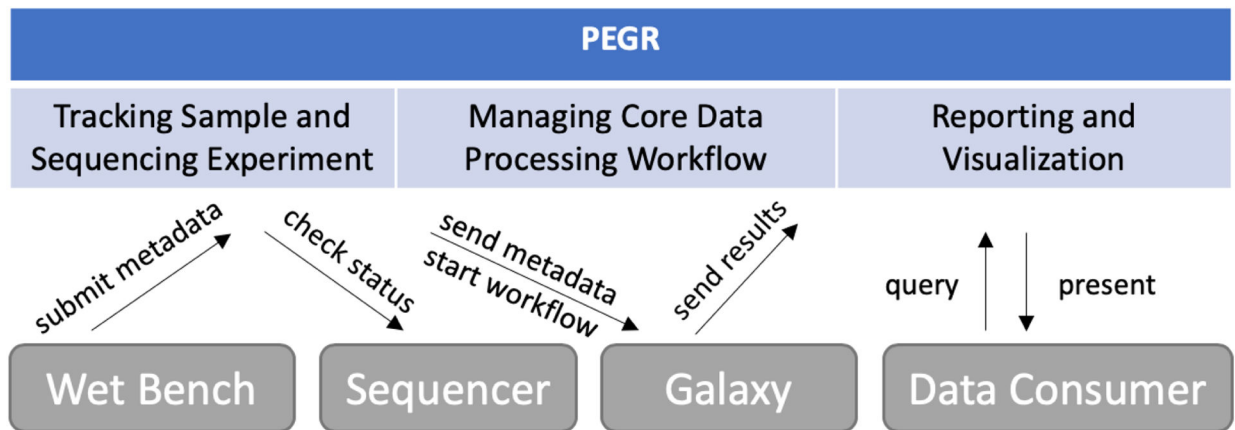 PEGR
Tracking Sample and
Sequencing Experiment
Managing Core Data
Processing Workflow
Reporting and
Visualization
submit metadata
check status
send metadata
start workflow
send results
query
present
Wet Bench
Sequencer
Galaxy
Data Consumer